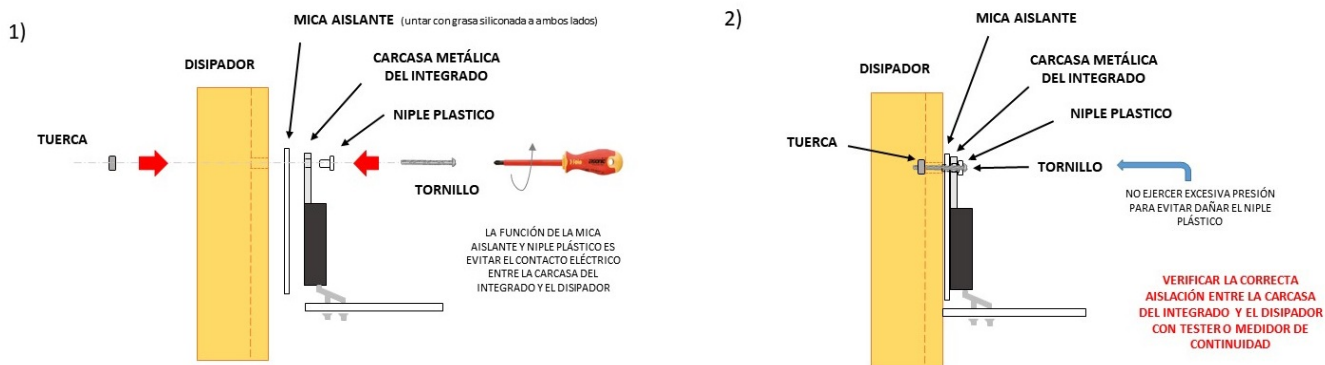 1)
MICA AISLANTE (untar con grasa siliconada a ambos lados)
CARCASA METÁLICA
DEL INTEGRADO
DISIPADOR
NIPLE PLASTICO
TUERCA
TORNILLO
LA FUNCIÓN DE LA MICA
AISLANTE Y NIPLE PLÁSTICO ES
EVITAR EL CONTACTO ELÉCTRICO
ENTRE LA CARCASA DEL
INTEGRADO Y EL DISIPADOR
2)
MICA AISLANTE
CARCASA METÁLICA
DEL INTEGRADO
DISIPADOR
NIPLE PLASTICO
TUERCA
TORNILLO
NO EJERCER EXCESIVA PRESIÓN
PARA EVITAR DAÑAR EL NIPLE
PLÁSTICO
VERIFICAR LA CORRECTA
AISLACIÓN ENTRE LA CARCASA
DEL INTEGRADO Y EL DISIPADOR
CON TESTER O MEDIDOR DE
CONTINUIDAD